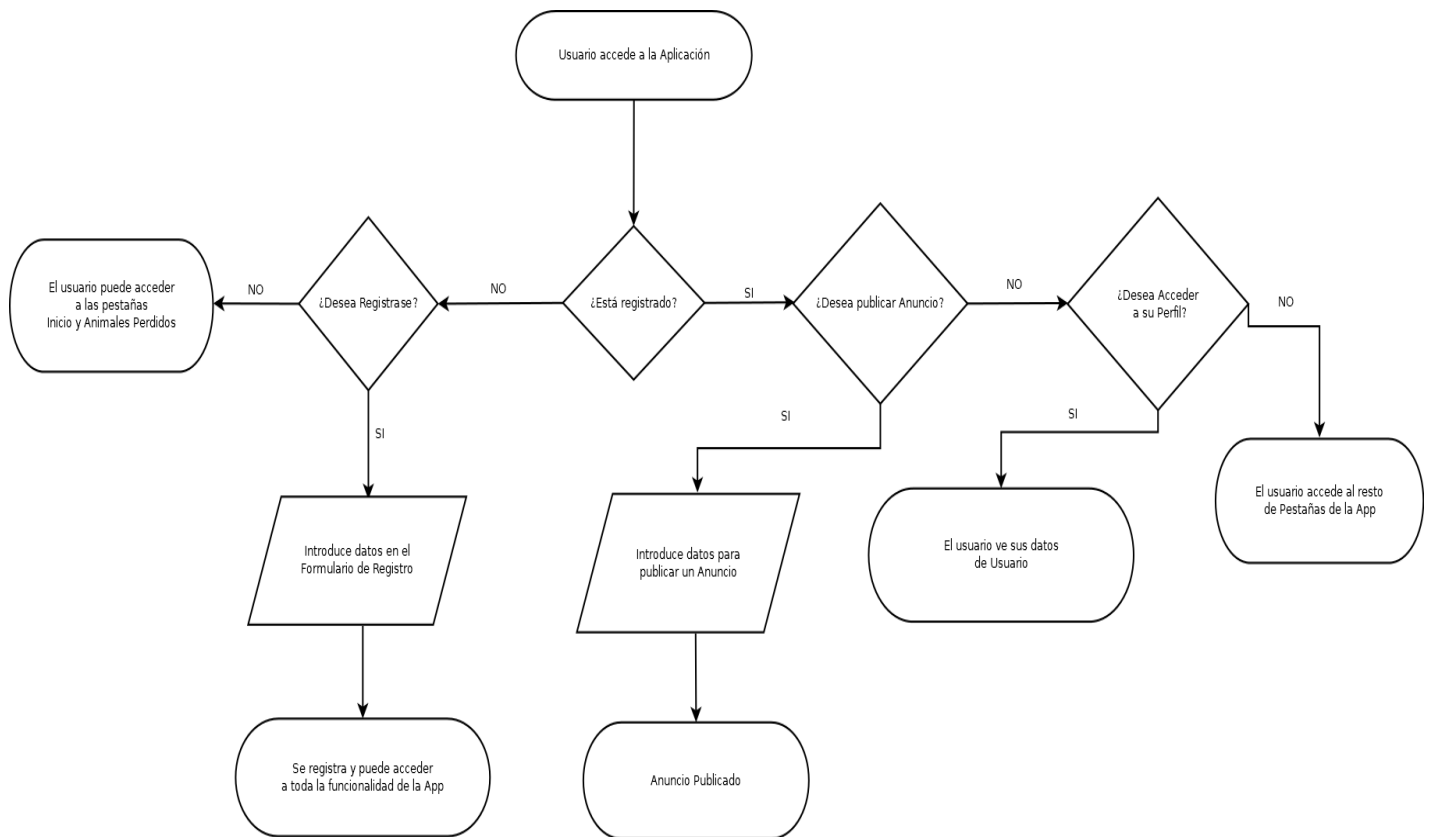 Usuario accede a la Aplicación
¿Desea Registrase?
NO
¿Está registrado?
SI
¿Desea publicar Anuncio?
NO
¿Desea Acceder
a su Perfil?
NO
El usuario puede acceder
a las pestañas
Inicio y Animales Perdidos
NO
SI
SI
SI
Introduce datos en el
Formulario de Registro
Introduce datos para
publicar un Anuncio
El usuario ve sus datos
de Usuario
El usuario accede al resto
de Pestañas de la App
Se registra y puede acceder
a toda la funcionalidad de la App
Anuncio Publicado